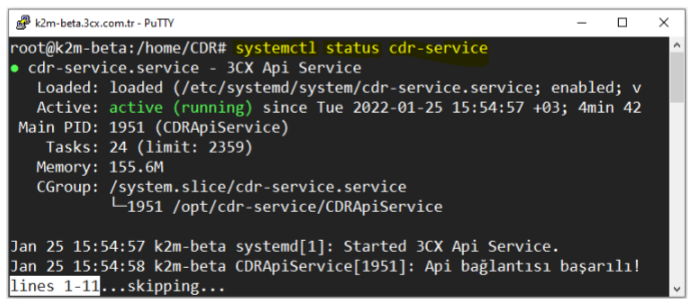 k2m-beta.3cx.com.tr - PuTTY
root@k2m-beta:/home/CDR# systemctl status cdr-service
● cdr-service.service - 3CX Api Service
Loaded: loaded (/etc/systemd/system/cdr-service.service; enabled; v
Active: active (running) since Tue 2022-01-25 15:54:57 +03; 4min 42
Main PID: 1951 (CDRApiService)
Tasks: 24 (limit: 2359)
Memory: 155.6M
CGroup: /system.slice/cdr-service.service
└─1951 /opt/cdr-service/CDRApiService
Jan 25 15:54:57 k2m-beta systemd[1]: Started 3CX Api Service.
Jan 25 15:54:58 k2m-beta CDRApiService[1951]: Api bağlantısı başarılı!
lines 1-11...skipping...